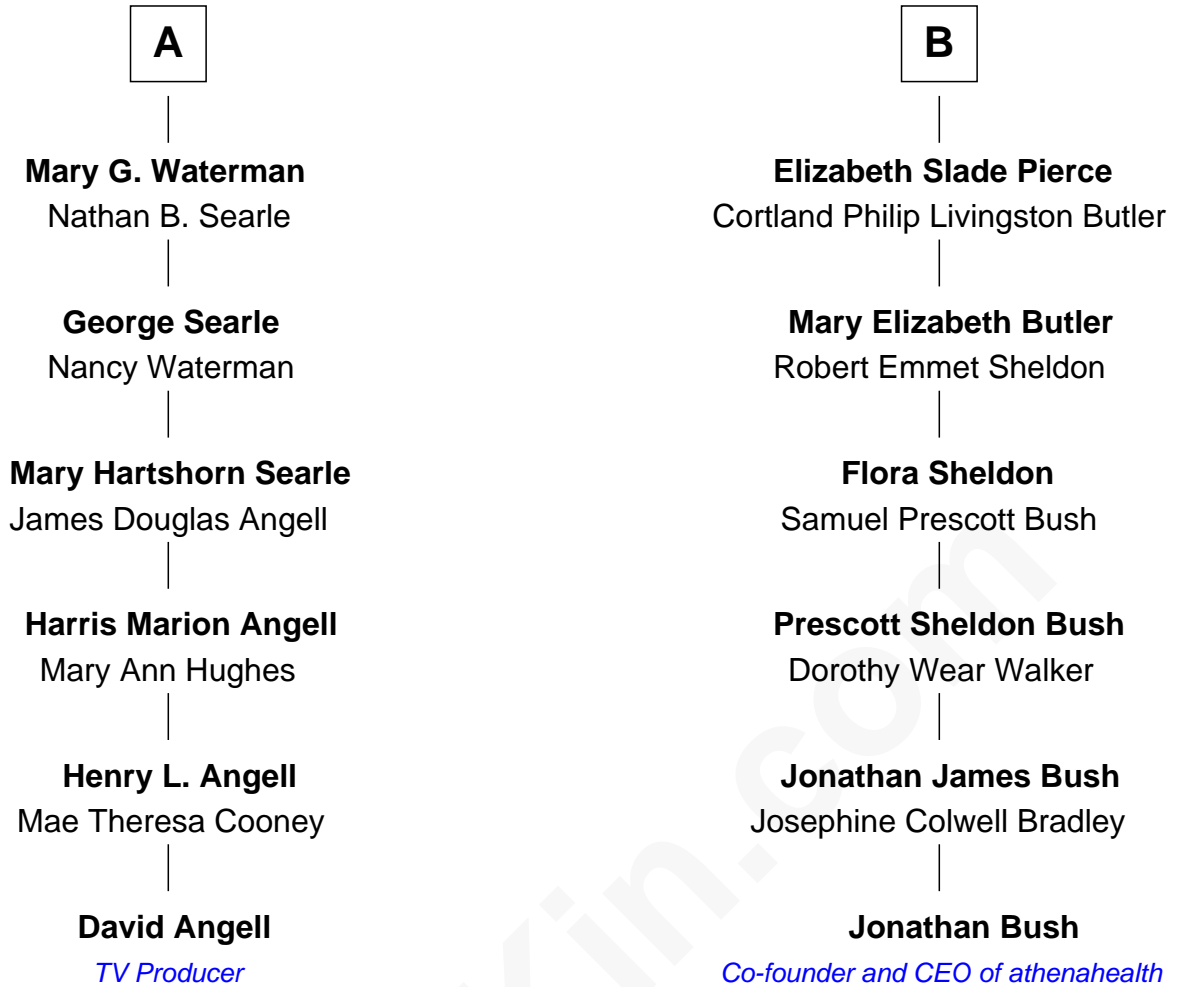 A
B
Mary G. Waterman
Nathan B. Searle
Elizabeth Slade Pierce
Cortland Philip Livingston Butler
George Searle
Nancy Waterman
Mary Elizabeth Butler
Robert Emmet Sheldon
Mary Hartshorn Searle
James Douglas Angell
Flora Sheldon
Samuel Prescott Bush
Harris Marion Angell
Mary Ann Hughes
Prescott Sheldon Bush
Dorothy Wear Walker
Henry L. Angell
Mae Theresa Cooney
Jonathan James Bush
Josephine Colwell Bradley
David Angell
TV Producer
Jonathan Bush
Co-founder and CEO of athenahealth
Kin.com